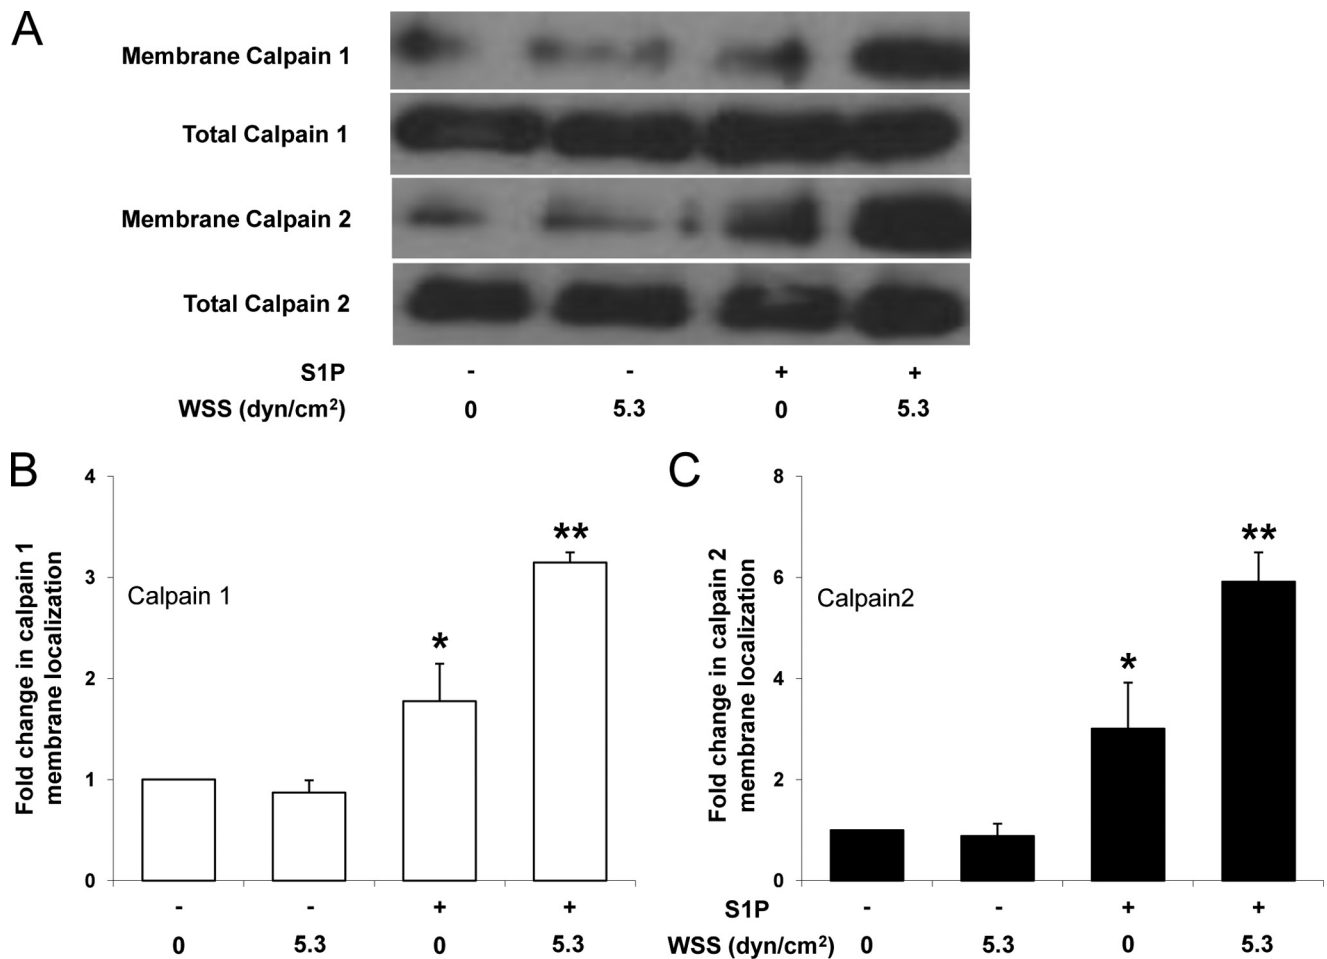 A
Membrane Calpain 1
Total Calpain 1
Membrane Calpain 2
Total Calpain 2
S1P - - + +
WSS (dyn/cm²) 0 5.3 0 5.3
B
Fold change in calpain 1
membrane localization
4
3
2
1
0
Calpain 1
*
**
- - + +
0 5.3 0 5.3
C
Fold change in calpain 2
membrane localization
8
6
4
2
0
Calpain2
*
**
S1P - - + +
WSS (dyn/cm²) 0 5.3 0 5.3